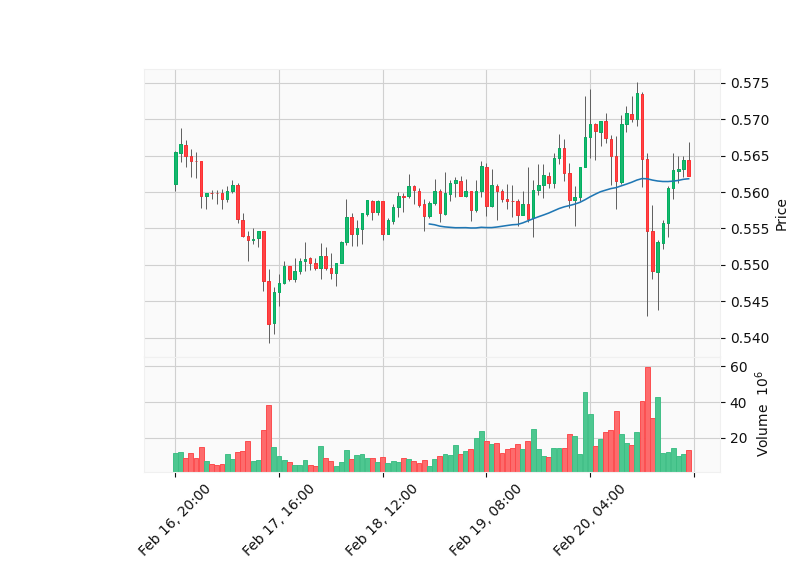 0.575
0.570
0.565
0.560
0.555
0.550
0.545
0.540
Price
60
40
20
Volume 10^6
Feb 16, 20:00
Feb 17, 16:00
Feb 18, 12:00
Feb 19, 08:00
Feb 20, 04:00